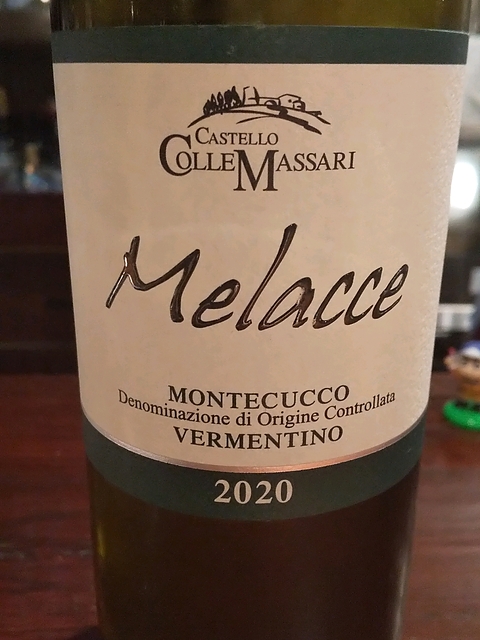 CASTELLO
COLLEMASSARI
Melacce
MONTECUCCO
Denominazione di Origine Controllata
VERMENTINO
2020